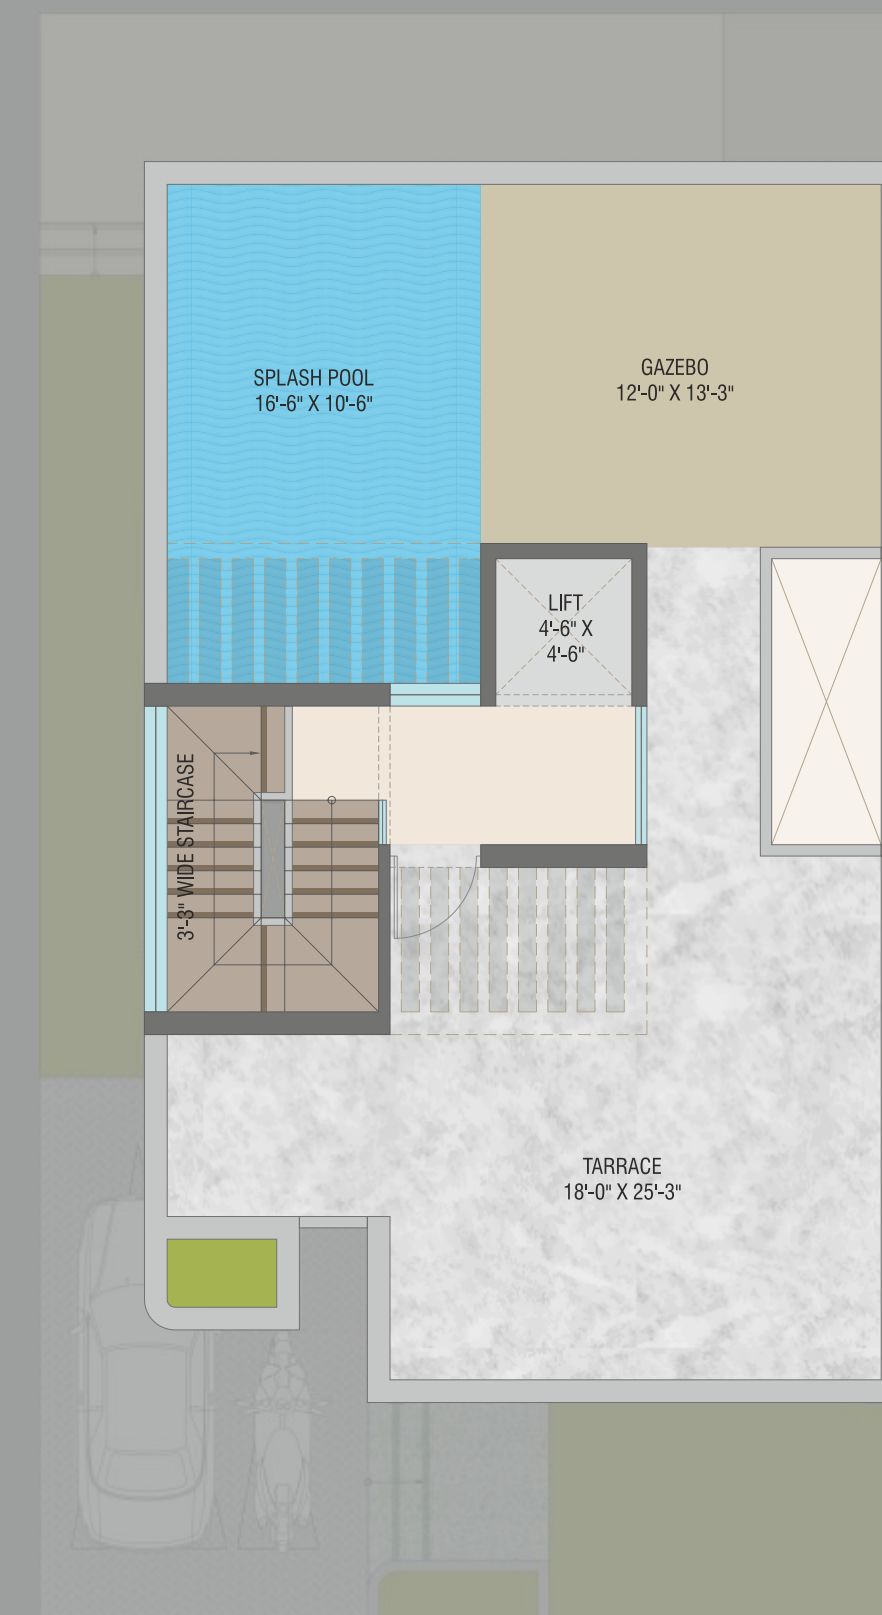 SPLASH POOL
16'-6" X 10'-6"
GAZEBO
12'-0" X 13'-3"
LIFT
4'-6" X
4'-6"
3'-3" WIDE STAIRCASE
TARRACE
18'-0" X 25'-3"